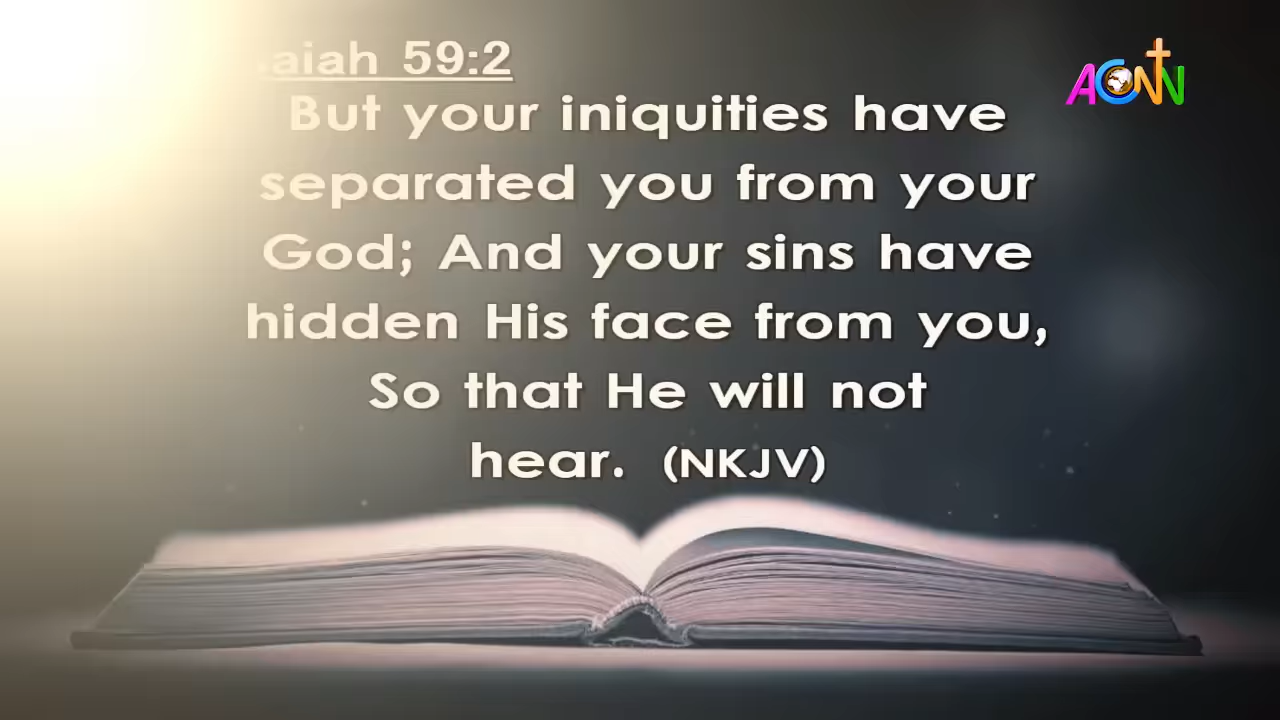 aiah 59:2
But your iniquities have
separated you from your
God; And your sins have
hidden His face from you,
So that He will not
hear. (NKJV)
ACNN